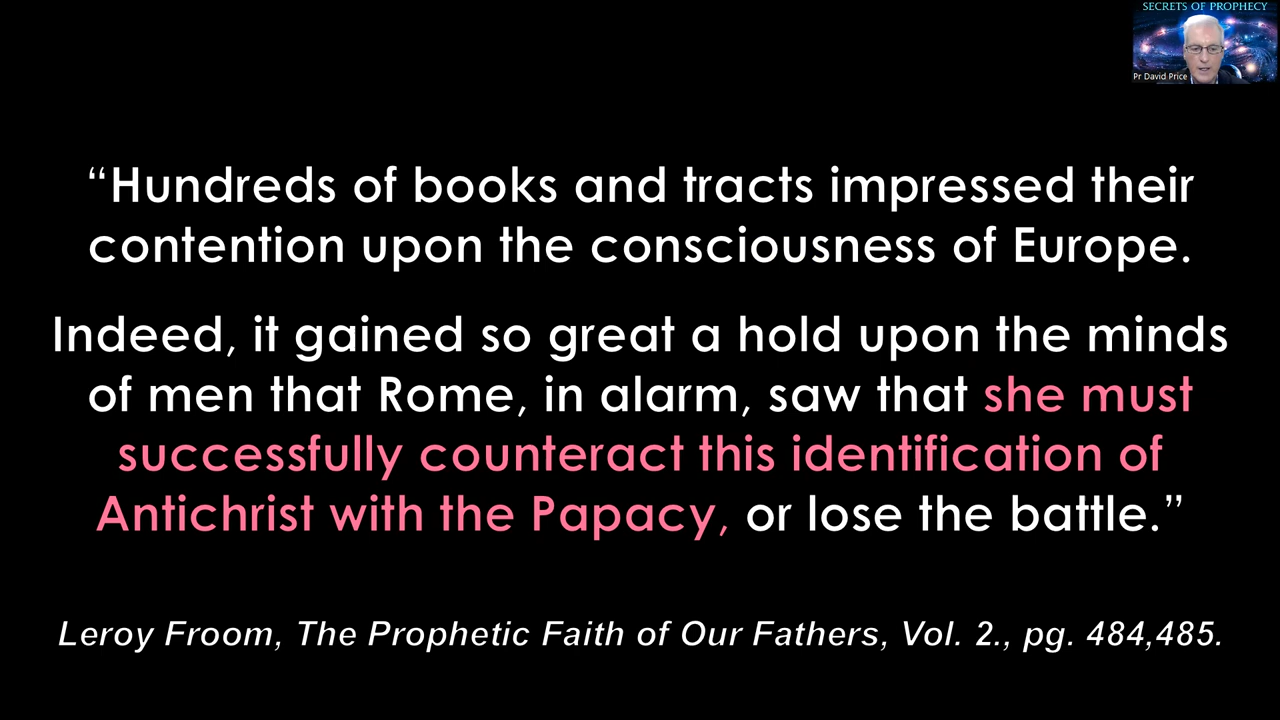 SECRETS OF PROPHECY
Pr David Price
“Hundreds of books and tracts impressed their
contention upon the consciousness of Europe.
Indeed, it gained so great a hold upon the minds
of men that Rome, in alarm, saw that she must
successfully counteract this identification of
Antichrist with the Papacy, or lose the battle.”
Leroy Froom, The Prophetic Faith of Our Fathers, Vol. 2., pg. 484,485.